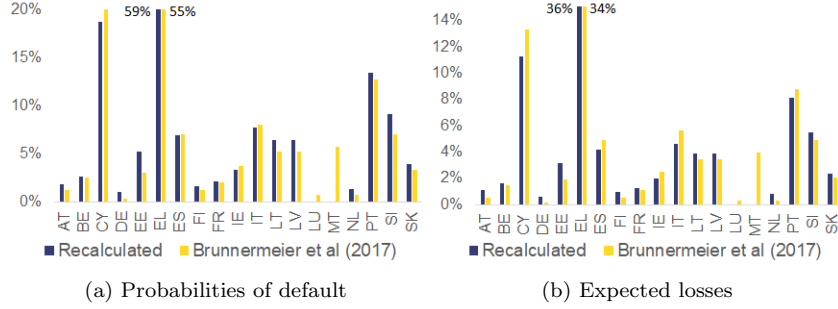 59% 55%
20%
15%
10%
5%
0%
AT BE CY DE EE EL ES FI FR IE IT LT LV LU MT NL PT SI SK
Recalculated Brunnermeier et al (2017)
(a) Probabilities of default
36% 34%
14%
12%
10%
8%
6%
4%
2%
0%
AT BE CY DE EE EL ES FI FR IE IT LT LV LU MT NL PT SI SK
Recalculated Brunnermeier et al (2017)
(b) Expected losses